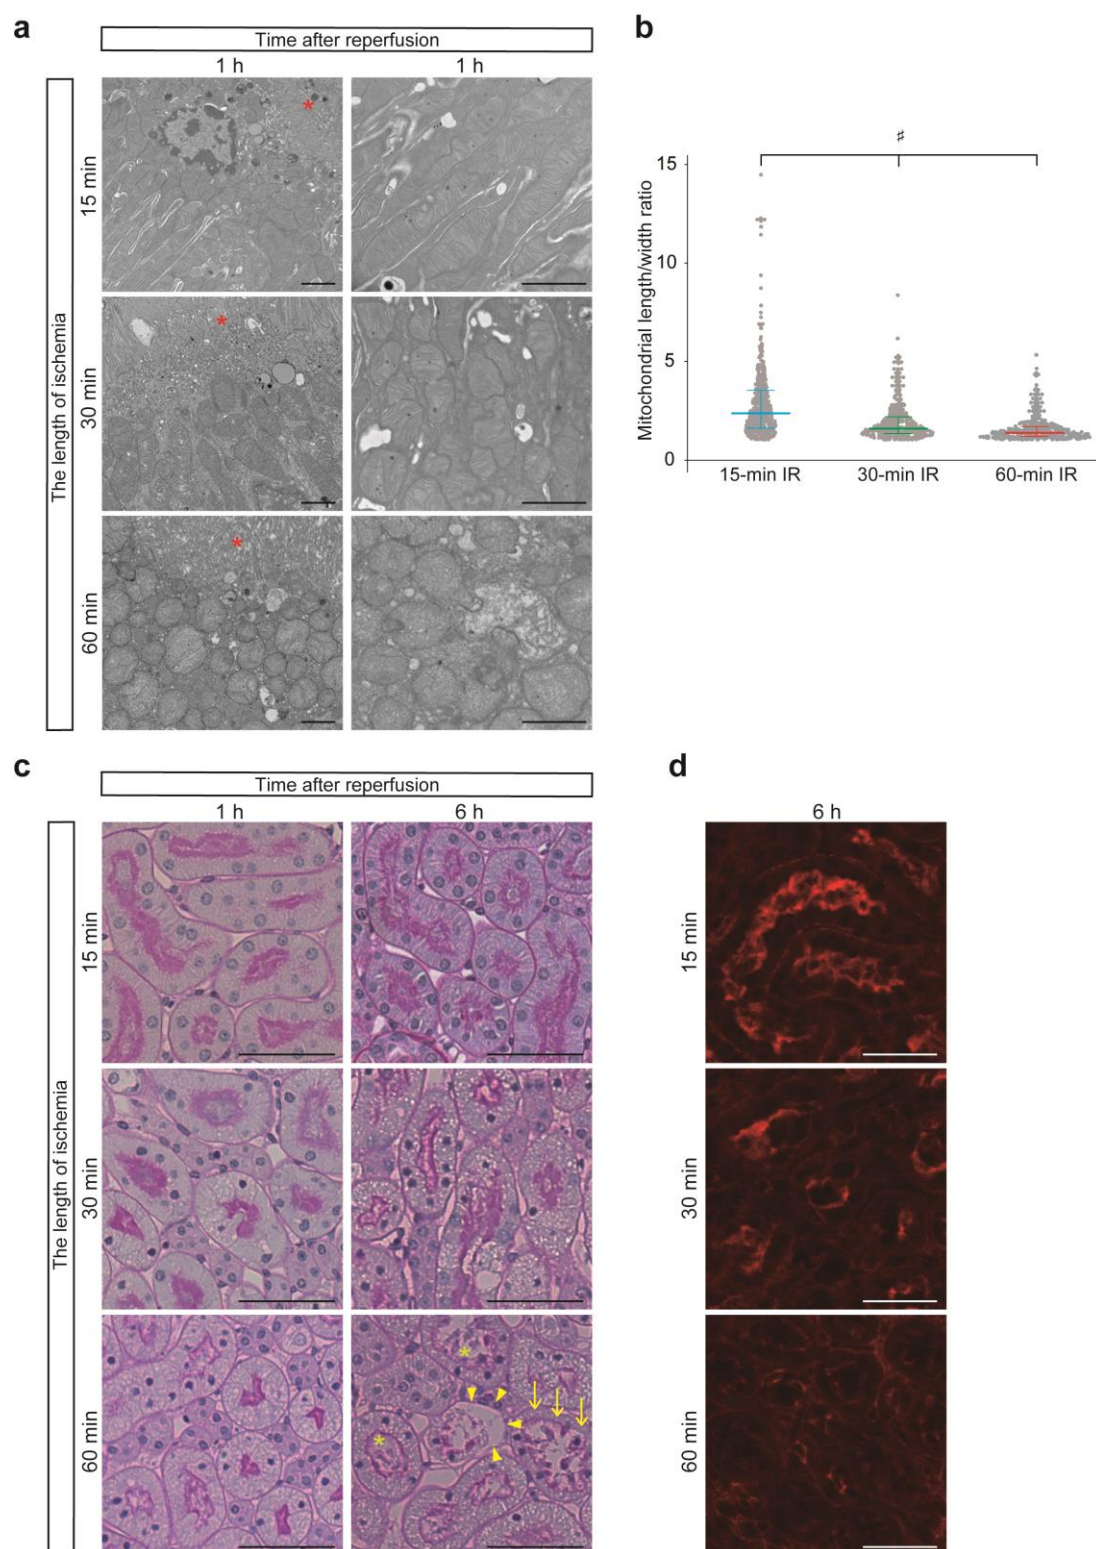 a
Time after reperfusion
1 h
1 h
The length of ischemia
15 min
*
30 min
*
60 min
*
b
♯
Mitochondrial length/width ratio
15
10
5
0
15-min IR
30-min IR
60-min IR
c
Time after reperfusion
1 h
6 h
The length of ischemia
15 min
30 min
60 min
*
*
d
6 h
15 min
30 min
60 min